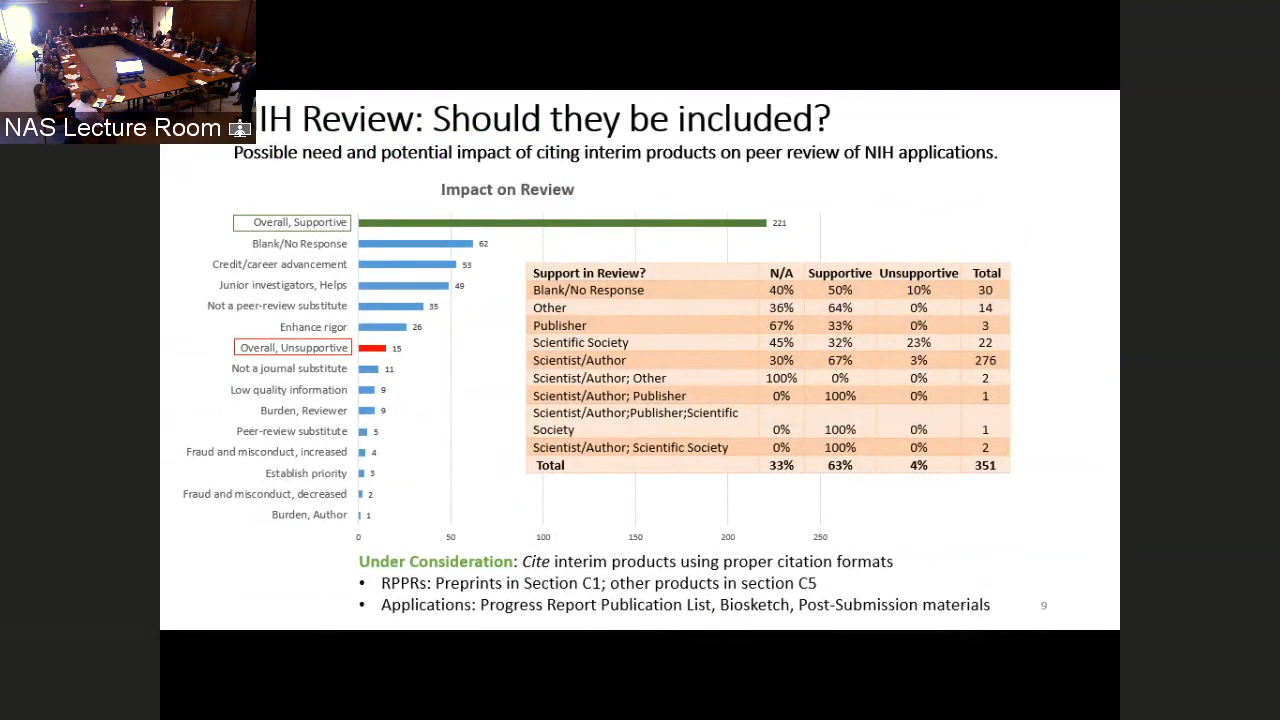 NAS Lecture Room
IH Review: Should they be included?
Possible need and potential impact of citing interim products on peer review of NIH applications.
Impact on Review
Overall, Supportive 221
Blank/No Response 62
Credit/career advancement 53
Junior investigators, Helps 49
Not a peer-review substitute 35
Enhance rigor 26
Overall, Unsupportive 15
Not a journal substitute 11
Low quality information 9
Burden, Reviewer 9
Peer-review substitute 5
Fraud and misconduct, increased 4
Establish priority 3
Fraud and misconduct, decreased 2
Burden, Author 1
0 50 100 150 200 250
Support in Review? N/A Supportive Unsupportive Total
Blank/No Response 40% 50% 10% 30
Other 36% 64% 0% 14
Publisher 67% 33% 0% 3
Scientific Society 45% 32% 23% 22
Scientist/Author 30% 67% 3% 276
Scientist/Author; Other 100% 0% 0% 2
Scientist/Author; Publisher 0% 100% 0% 1
Scientist/Author;Publisher;Scientific
Society 0% 100% 0% 1
Scientist/Author; Scientific Society 0% 100% 0% 2
Total 33% 63% 4% 351
Under Consideration: Cite interim products using proper citation formats
• RPPRs: Preprints in Section C1; other products in section C5
• Applications: Progress Report Publication List, Biosketch, Post-Submission materials
9